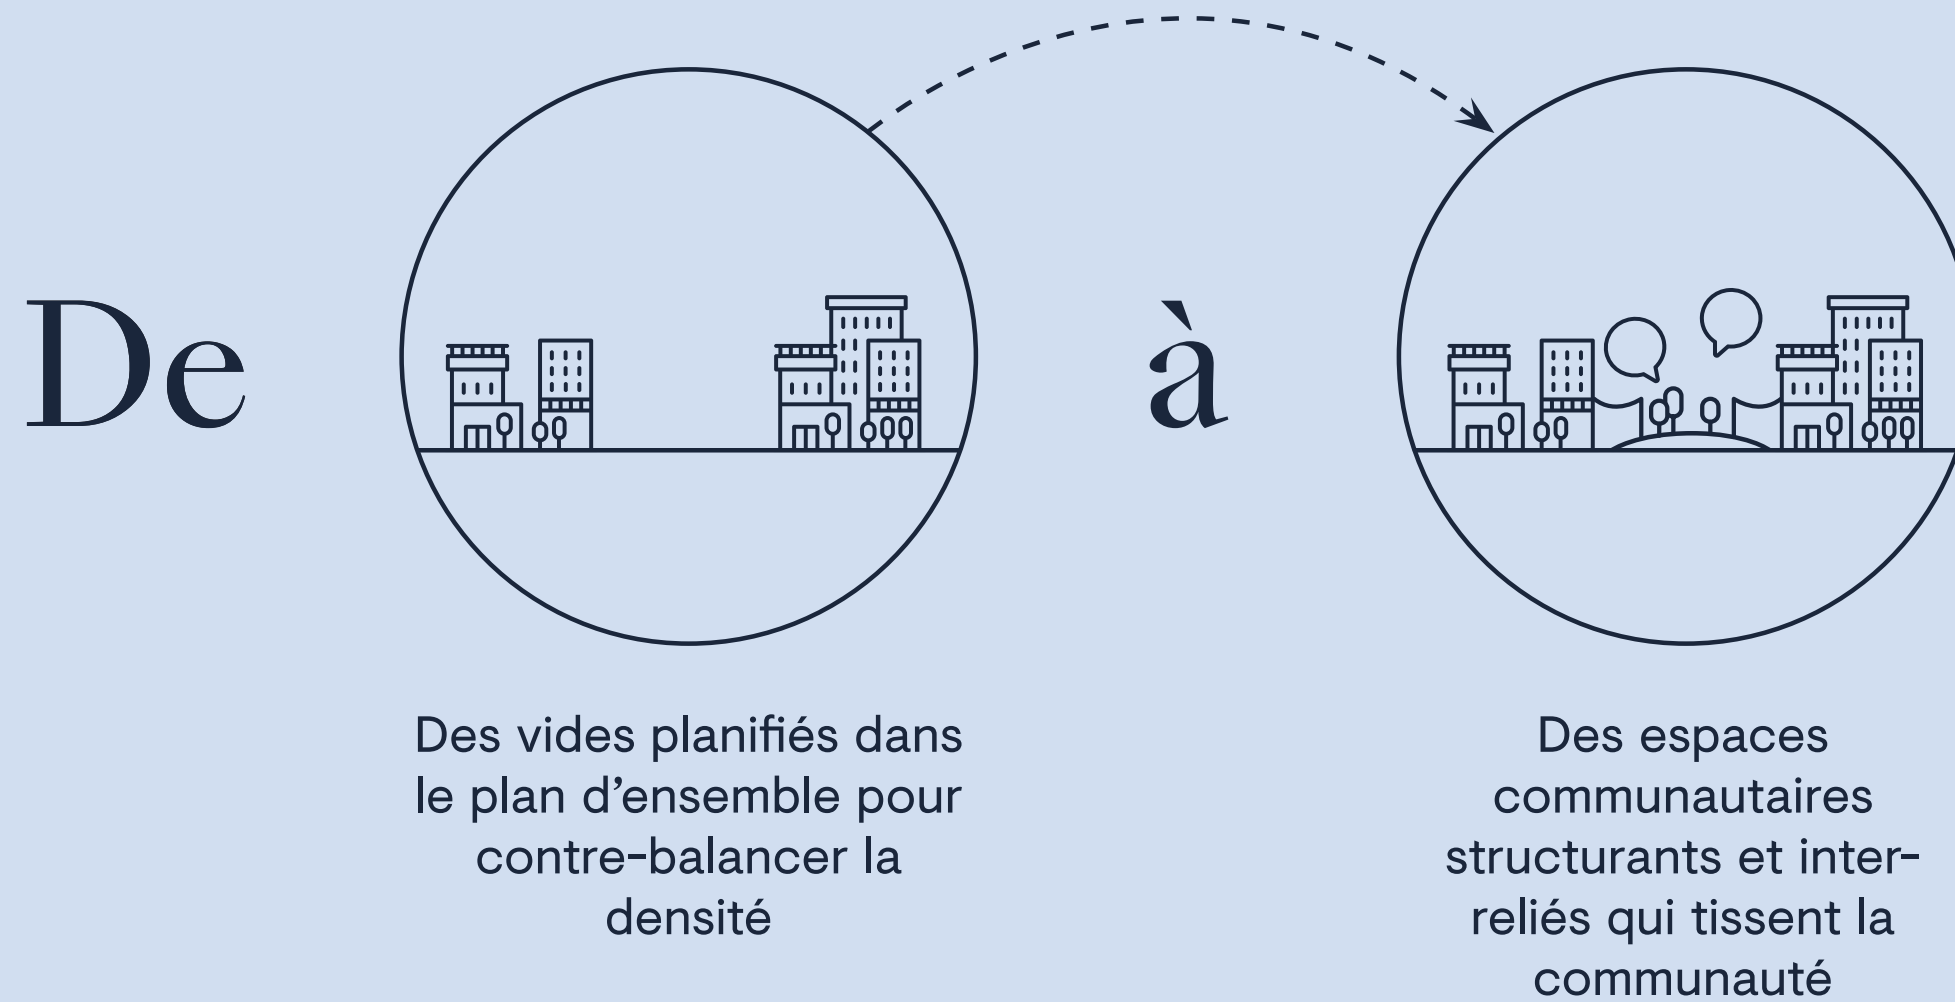 De
Des vides planifiés dans
le plan d’ensemble pour
contre-balancer la
densité
à
Des espaces
communautaires
structurants et inter-
reliés qui tissent la
communauté